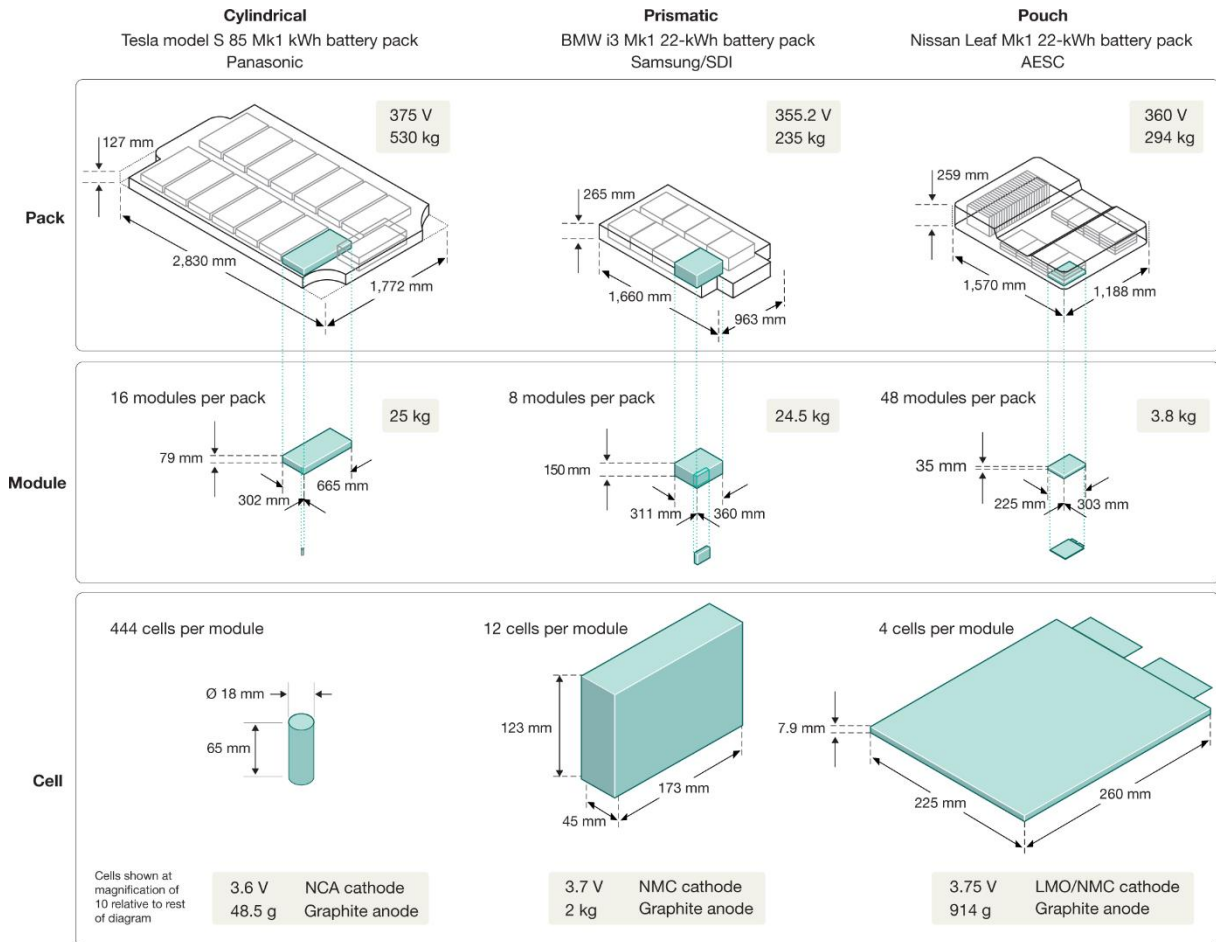 Cylindrical
Tesla model S 85 Mk1 kWh battery pack
Panasonic
Prismatic
BMW i3 Mk1 22-kWh battery pack
Samsung/SDI
Pouch
Nissan Leaf Mk1 22-kWh battery pack
AESC
Pack
127 mm
375 V
530 kg
2,830 mm
1,772 mm
265 mm
355.2 V
235 kg
1,660 mm
963 mm
259 mm
360 V
294 kg
1,570 mm
1,188 mm
Module
16 modules per pack
25 kg
79 mm
302 mm
665 mm
8 modules per pack
24.5 kg
150 mm
311 mm
360 mm
48 modules per pack
3.8 kg
35 mm
225 mm
303 mm
Cell
444 cells per module
Ø 18 mm
65 mm
12 cells per module
123 mm
45 mm
173 mm
4 cells per module
7.9 mm
225 mm
260 mm
Cells shown at
magnification of
10 relative to rest
of diagram
3.6 V NCA cathode
48.5 g Graphite anode
3.7 V NMC cathode
2 kg Graphite anode
3.75 V LMO/NMC cathode
914 g Graphite anode